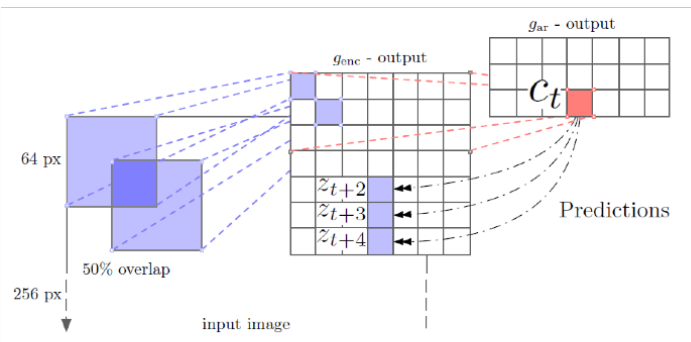 g_ar - output
g_enc - output
c_t
64 px
z_t+2
z_t+3
z_t+4
Predictions
50% overlap
256 px
input image